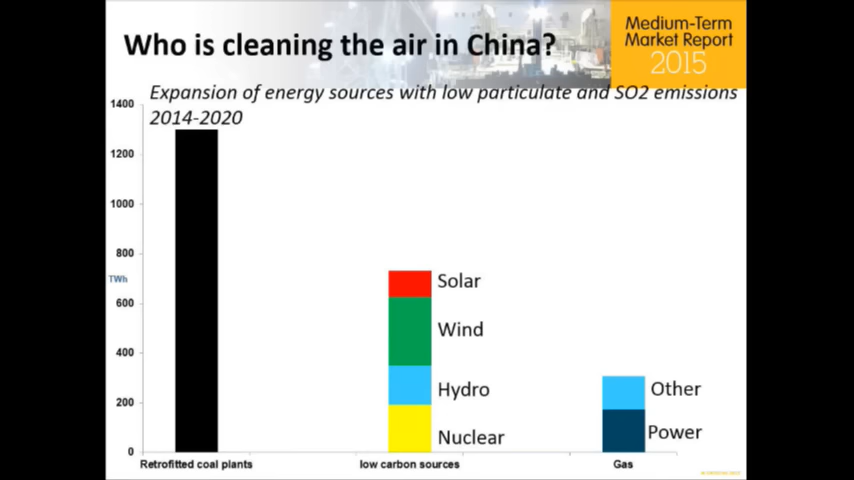 Who is cleaning the air in China?
Medium-Term
Market Report
2015
Expansion of energy sources with low particulate and SO2 emissions
2014-2020
1400
1200
1000
800
TWh
600
400
200
0
Solar
Wind
Hydro
Nuclear
Other
Power
Retrofitted coal plants
low carbon sources
Gas